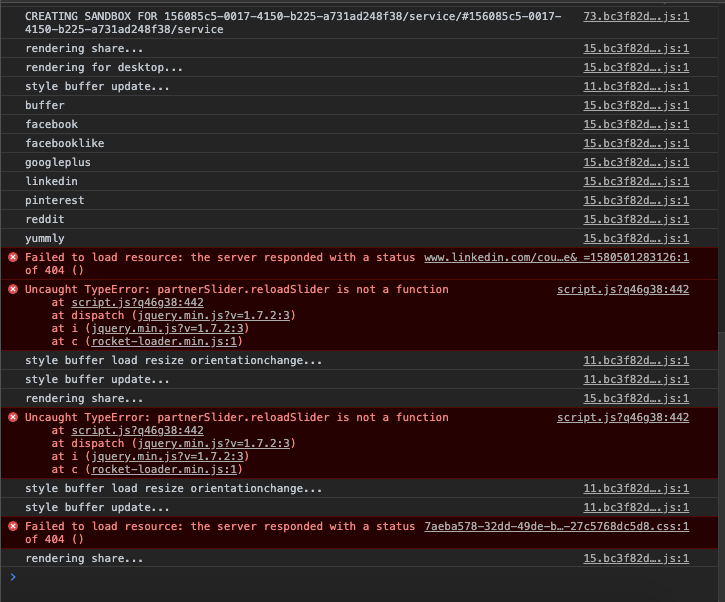 CREATING SANDBOX FOR 156085c5-0017-4150-b225-a731ad248f38/service/#156085c5-0017- 73.bc3f82d….js:1
4150-b225-a731ad248f38/service
rendering share... 15.bc3f82d….js:1
rendering for desktop... 15.bc3f82d….js:1
style buffer update... 11.bc3f82d….js:1
buffer 15.bc3f82d….js:1
facebook 15.bc3f82d….js:1
facebooklike 15.bc3f82d….js:1
googleplus 15.bc3f82d….js:1
linkedin 15.bc3f82d….js:1
pinterest 15.bc3f82d….js:1
reddit 15.bc3f82d….js:1
yummly 15.bc3f82d….js:1
Failed to load resource: the server responded with a status www.linkedin.com/cou…e&_=1580501283126:1
of 404 ()
Uncaught TypeError: partnerSlider.reloadSlider is not a function script.js?q46g38:442
at script.js?q46g38:442
at dispatch (jquery.min.js?v=1.7.2:3)
at i (jquery.min.js?v=1.7.2:3)
at c (rocket-loader.min.js:1)
style buffer load resize orientationchange... 11.bc3f82d….js:1
style buffer update... 11.bc3f82d….js:1
rendering share... 15.bc3f82d….js:1
Uncaught TypeError: partnerSlider.reloadSlider is not a function script.js?q46g38:442
at script.js?q46g38:442
at dispatch (jquery.min.js?v=1.7.2:3)
at i (jquery.min.js?v=1.7.2:3)
at c (rocket-loader.min.js:1)
style buffer load resize orientationchange... 11.bc3f82d….js:1
style buffer update... 11.bc3f82d….js:1
Failed to load resource: the server responded with a status 7aeba578-32dd-49de-b…-27c5768dc5d8.css:1
of 404 ()
rendering share... 15.bc3f82d….js:1